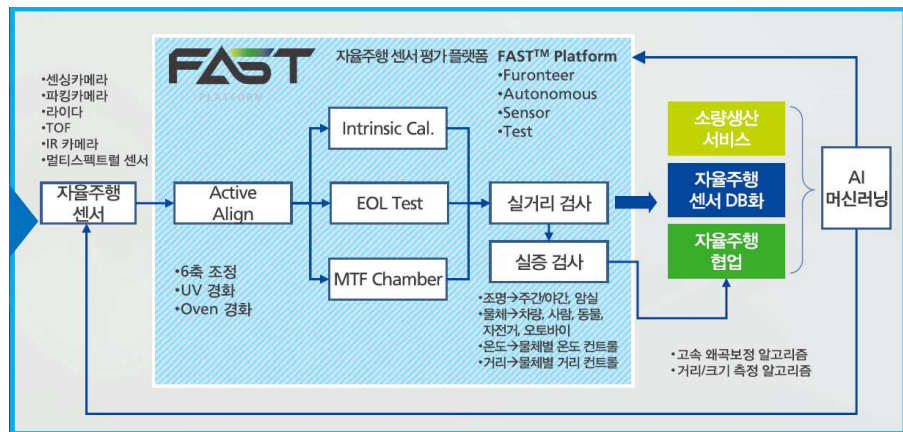 FAST
PLATFORM
자율주행 센서 평가 플랫폼
FAST™ Platform
•Furonteer
•Autonomous
•Sensor
•Test
•센싱카메라
•파킹카메라
•라이다
•TOF
•IR 카메라
•멀티스펙트럴 센서
자율주행
센서
Active
Align
•6축 조정
•UV 경화
•Oven 경화
Intrinsic Cal.
EOL Test
MTF Chamber
실거리 검사
실증 검사
•조명→주간/야간, 암실
•물체→차량, 사람, 동물,
자전거, 오토바이
•온도→물체별 온도 컨트롤
•거리→물체별 거리 컨트롤
소량생산
서비스
자율주행
센서 DB화
자율주행
협업
AI
머신러닝
•고속 왜곡보정 알고리즘
•거리/크기 측정 알고리즘